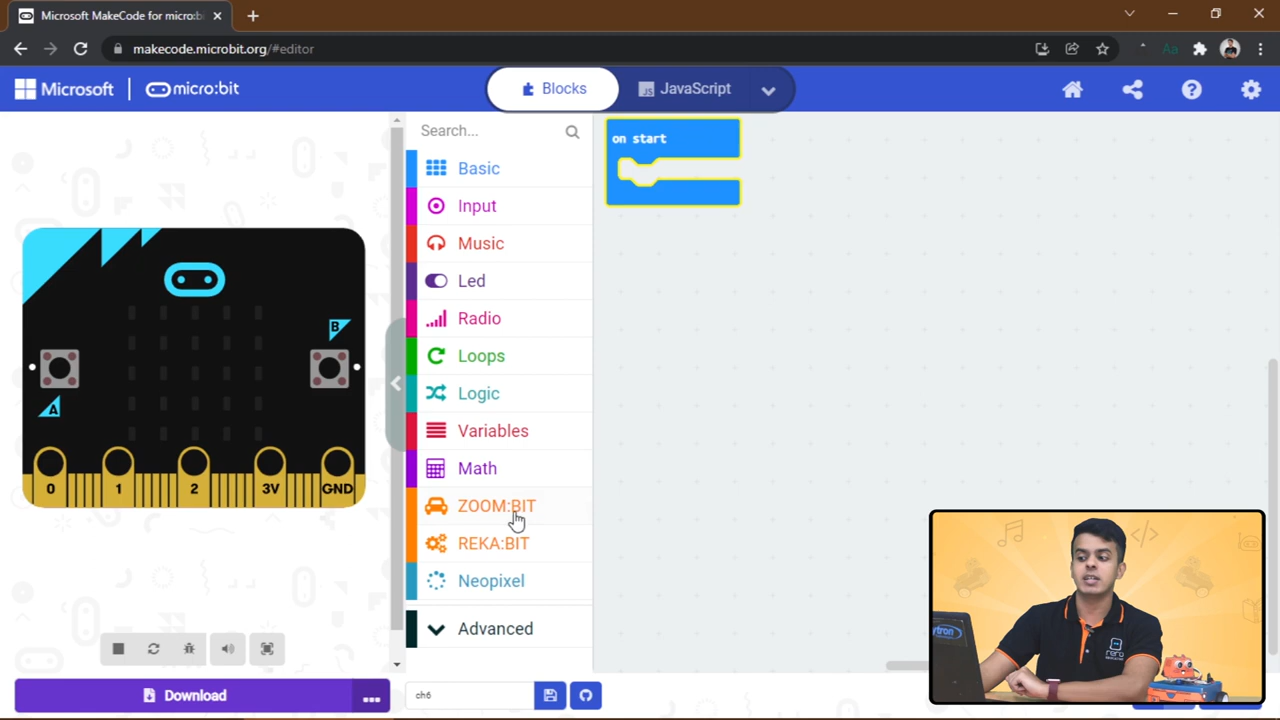 Microsoft MakeCode for micro:bi
makecode.microbit.org/#editor
Microsoft
micro:bit
Blocks
JavaScript
Search...
on start
Basic
Input
Music
Led
Radio
Loops
Logic
Variables
Math
ZOOM:BIT
REKA:BIT
Neopixel
Advanced
A
B
0
1
2
3V
GND
Download
ch6
ytron
rero